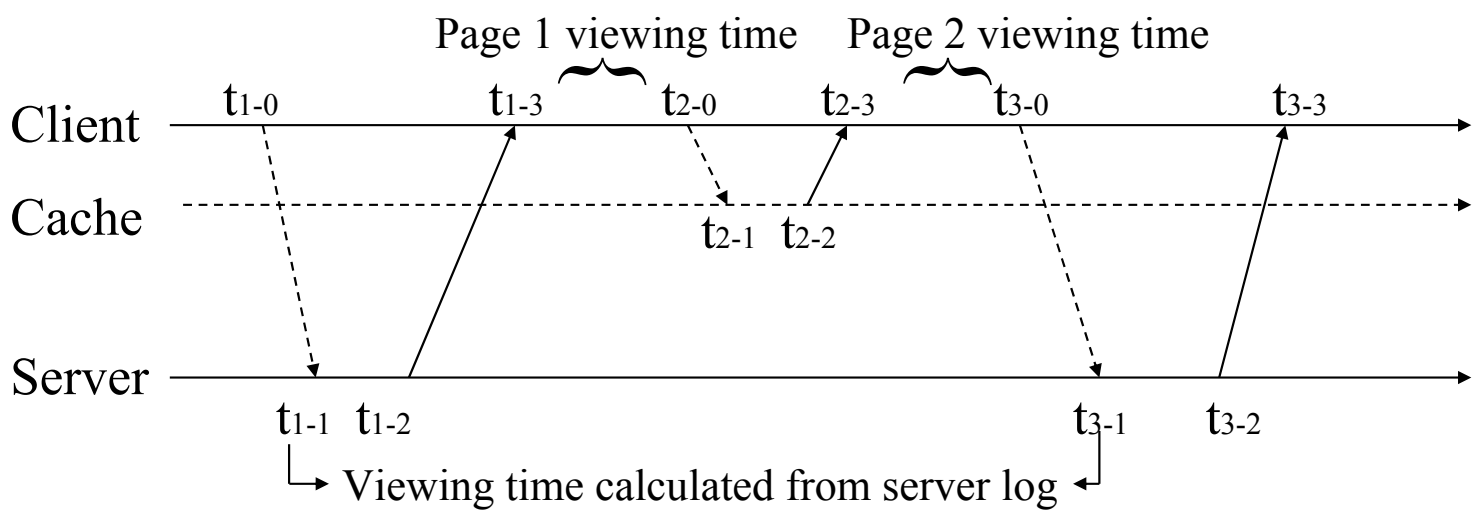 Page 1 viewing time Page 2 viewing time
t1-0 t1-3 t2-0 t2-3 t3-0 t3-3
Client
Cache
t2-1 t2-2
Server
t1-1 t1-2 t3-1 t3-2
Viewing time calculated from server log